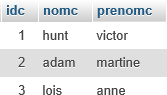 idc nomc prenomc
1 hunt victor
2 adam martine
3 lois anne